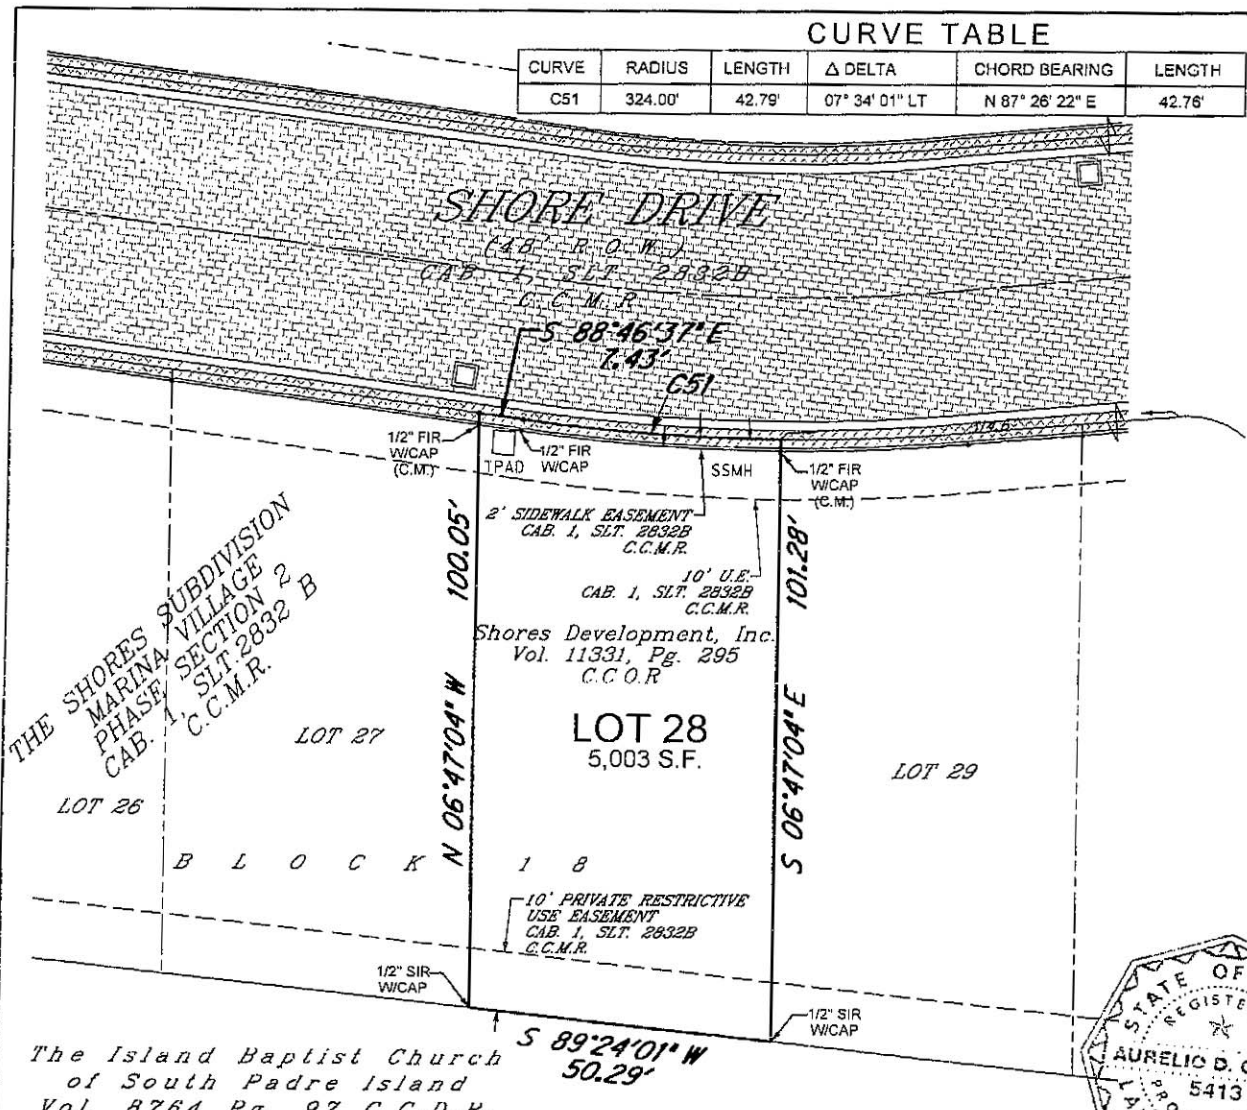 CURVE TABLE
CURVE RADIUS LENGTH Δ DELTA CHORD BEARING LENGTH
C51 324.00' 42.79' 07° 34' 01" LT N 87° 26' 22" E 42.76'
SHORE DRIVE
(48' R.O.W.)
CAB 1, SLT. 2832B
C.C.M.R.
S 88°46'37" E
7.43'
C51
1/2" FIR
W/CAP
(C.M.)
TPAD
1/2" FIR
W/CAP
SSMH
1/2" FIR
W/CAP
(C.M.)
2' SIDEWALK EASEMENT
CAB. 1, SLT. 2832B
C.C.M.R.
10' U.E.
CAB. 1, SLT. 2832B
C.C.M.R.
100.05'
101.28'
THE SHORES SUBDIVISION
MARINA VILLAGE
PHASE SECTION 2
CAB. 1, SLT 2832 B
C.C.M.R.
Shores Development, Inc.
Vol. 11331, Pg. 295
C.C.O.R
LOT 28
5,003 S.F.
N 06°47'04" W
S 06°47'04" E
LOT 27
LOT 29
LOT 26
BLOCK 18
10' PRIVATE RESTRICTIVE
USE EASEMENT
CAB. 1, SLT. 2832B
C.C.M.R.
1/2" SIR
W/CAP
1/2" SIR
W/CAP
S 89°24'01" W
50.29'
The Island Baptist Church
of South Padre Island
Vol. 8764 Pg. 97 C.C.D.R.
STATE OF
AURELIO D.
5413